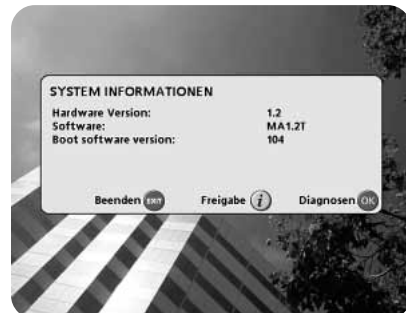 SYSTEM INFORMATIONEN
Hardware Version: 1.2
Software: MA1.2T
Boot software version: 104
Beenden EXIT Freigabe i Diagnosen OK